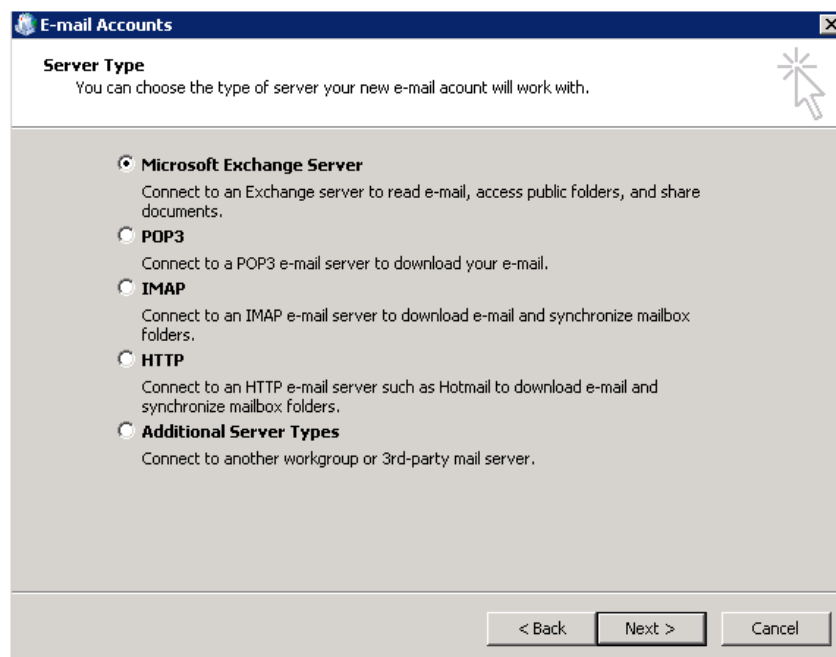 E-mail Accounts
Server Type
You can choose the type of server your new e-mail acount will work with.
Microsoft Exchange Server
Connect to an Exchange server to read e-mail, access public folders, and share
documents.
POP3
Connect to a POP3 e-mail server to download your e-mail.
IMAP
Connect to an IMAP e-mail server to download e-mail and synchronize mailbox
folders.
HTTP
Connect to an HTTP e-mail server such as Hotmail to download e-mail and
synchronize mailbox folders.
Additional Server Types
Connect to another workgroup or 3rd-party mail server.
< Back Next > Cancel